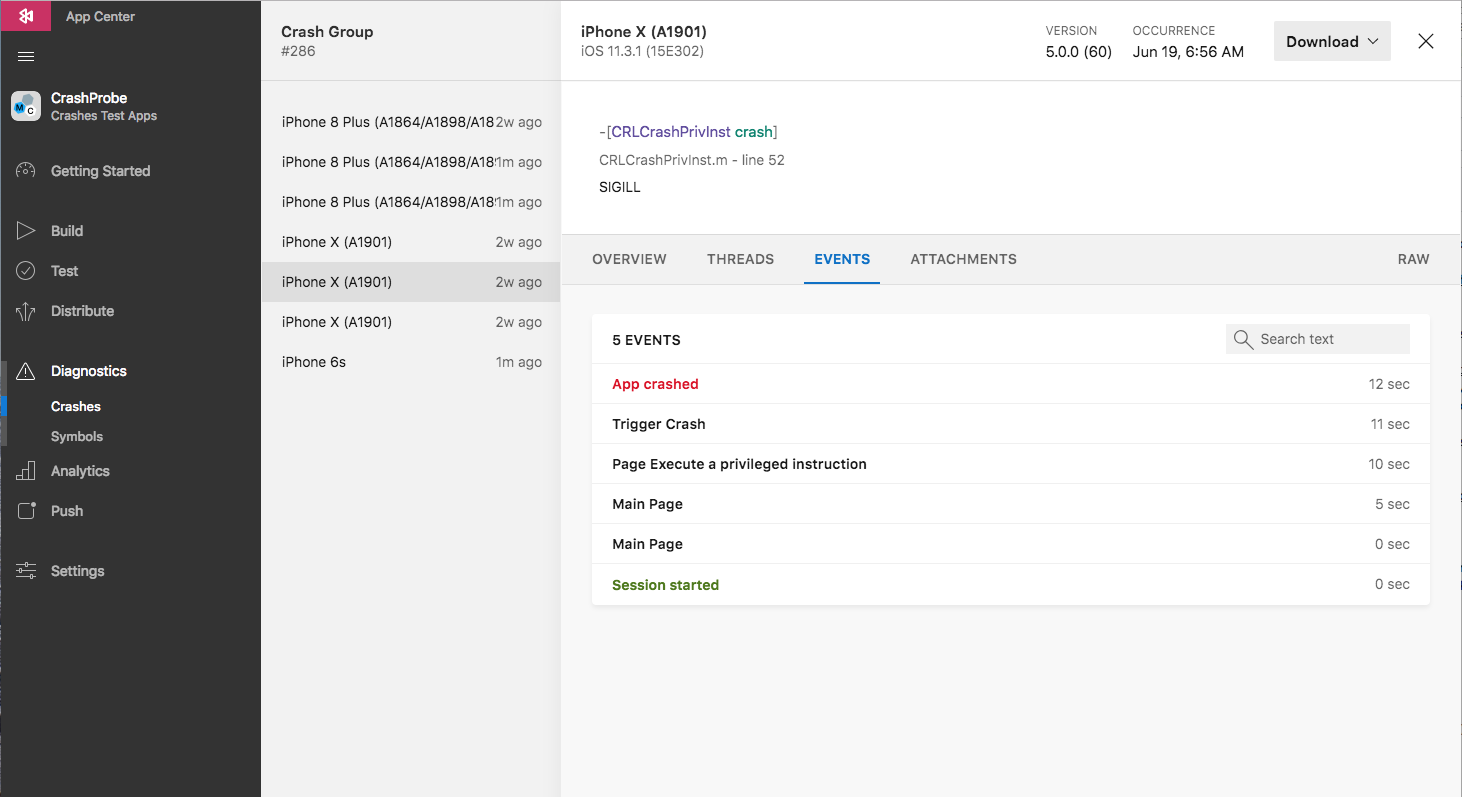 App Center
CrashProbe
Crashes Test Apps
Getting Started
Build
Test
Distribute
Diagnostics
Crashes
Symbols
Analytics
Push
Settings
Crash Group
#286
iPhone 8 Plus (A1864/A1898/A18 2w ago
iPhone 8 Plus (A1864/A1898/A18 1m ago
iPhone 8 Plus (A1864/A1898/A18 1m ago
iPhone X (A1901) 2w ago
iPhone X (A1901) 2w ago
iPhone X (A1901) 2w ago
iPhone 6s 1m ago
iPhone X (A1901)
iOS 11.3.1 (15E302)
VERSION
5.0.0 (60)
OCCURRENCE
Jun 19, 6:56 AM
Download
-[CRLCrashPrivInst crash]
CRLCrashPrivInst.m - line 52
SIGILL
OVERVIEW THREADS EVENTS ATTACHMENTS RAW
5 EVENTS
Search text
App crashed 12 sec
Trigger Crash 11 sec
Page Execute a privileged instruction 10 sec
Main Page 5 sec
Main Page 0 sec
Session started 0 sec